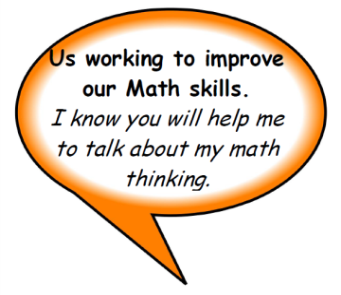 Us working to improve
our Math skills.
I know you will help me
to talk about my math
thinking.